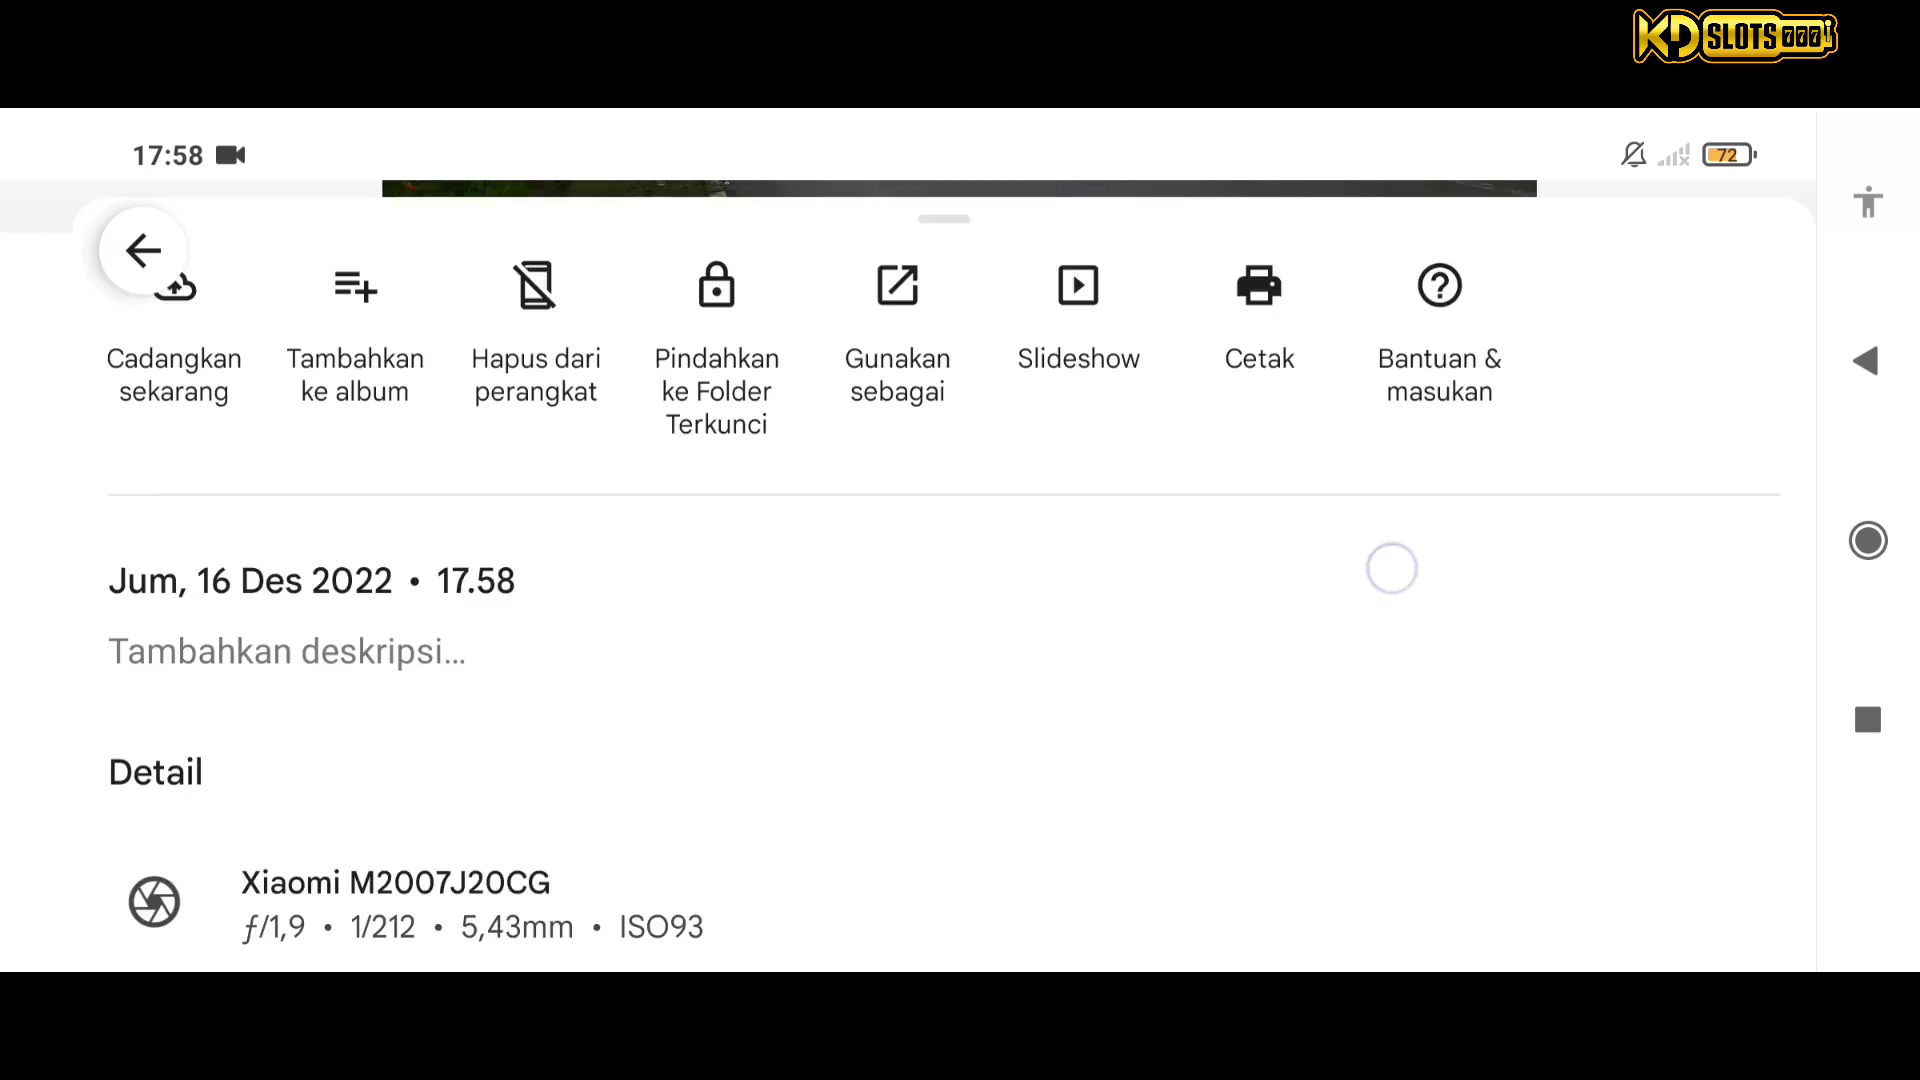 KD SLOTS777
17:58
72
Cadangkan sekarang
Tambahkan ke album
Hapus dari perangkat
Pindahkan ke Folder Terkunci
Gunakan sebagai
Slideshow
Cetak
Bantuan & masukan
Jum, 16 Des 2022 • 17.58
Tambahkan deskripsi...
Detail
Xiaomi M2007J20CG
ƒ/1,9 • 1/212 • 5,43mm • ISO93